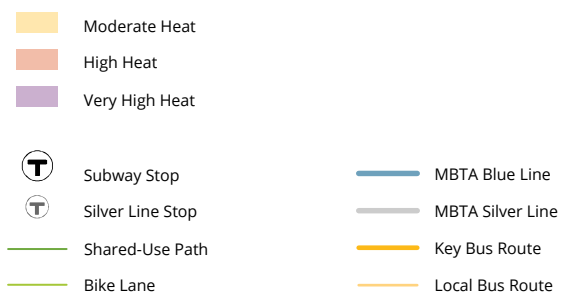 Moderate Heat
High Heat
Very High Heat
T Subway Stop
T Silver Line Stop
Shared-Use Path
Bike Lane
MBTA Blue Line
MBTA Silver Line
Key Bus Route
Local Bus Route